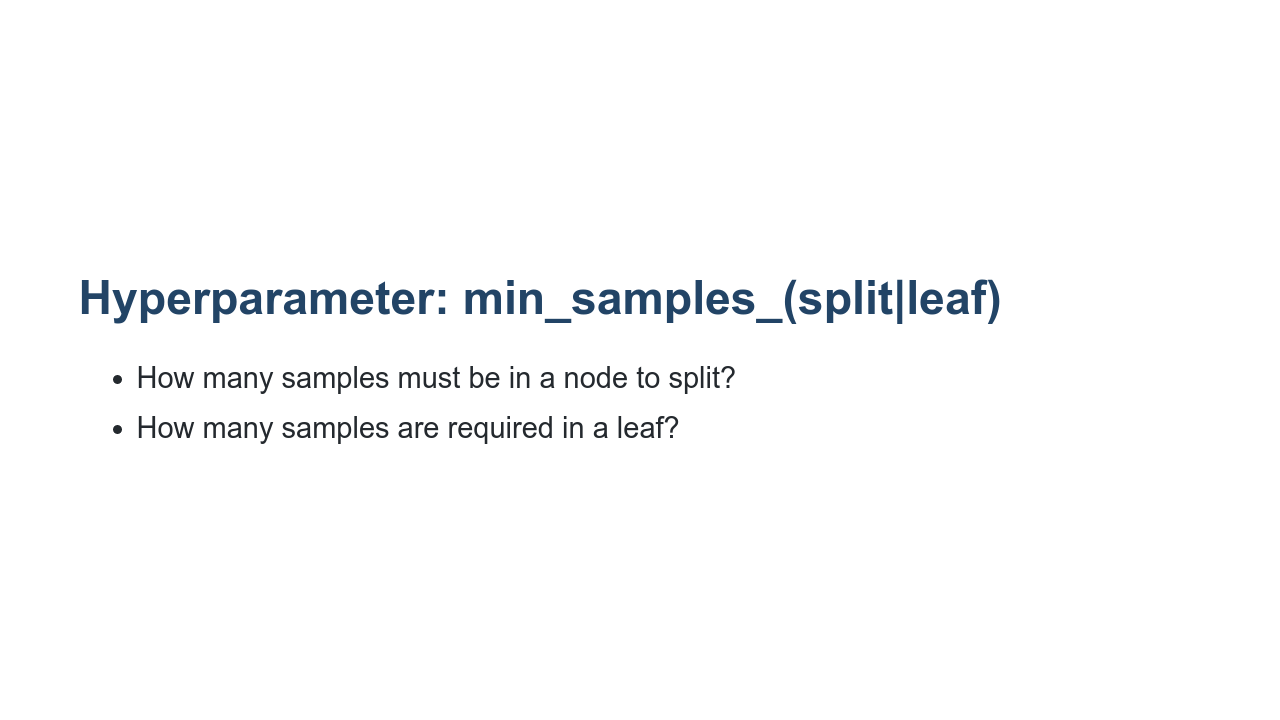 Hyperparameter: min_samples_(split|leaf)
• How many samples must be in a node to split?
• How many samples are required in a leaf?